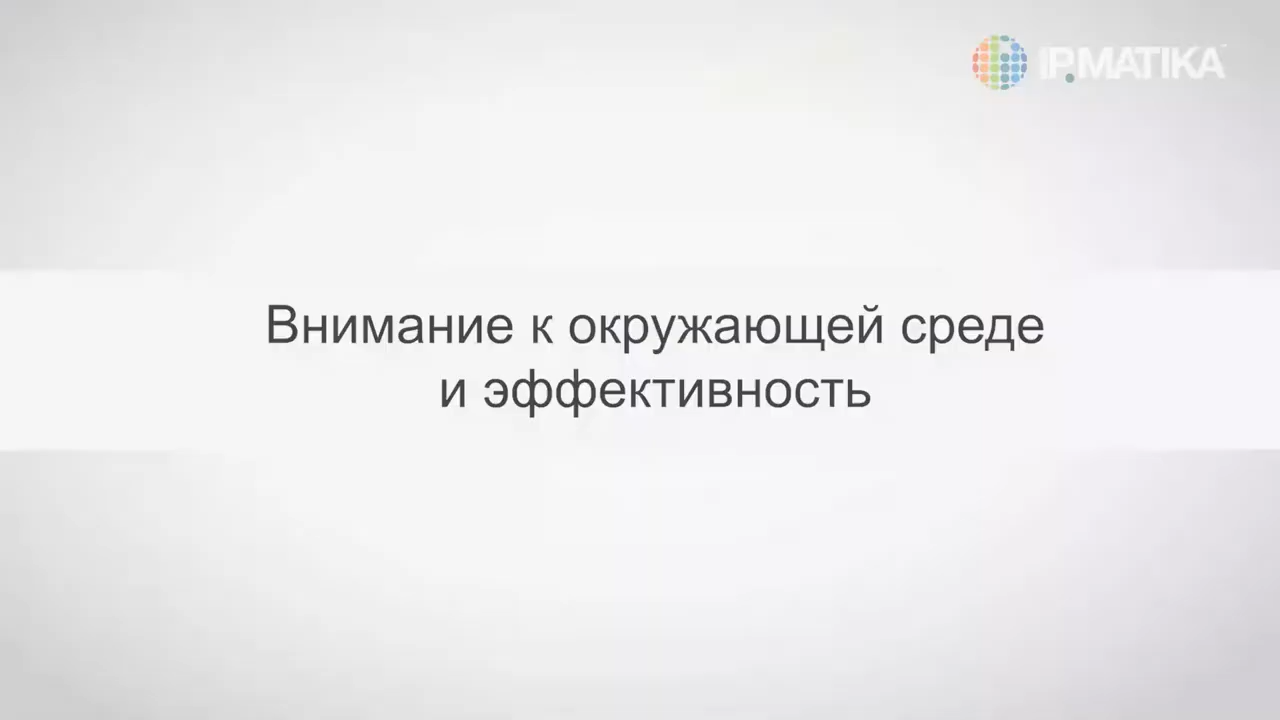 IPMATIKA
Внимание к окружающей среде
и эффективность